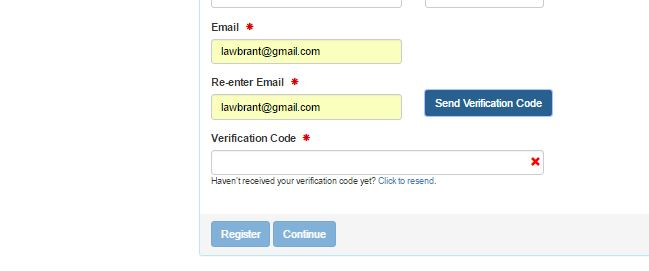 Email *
lawbrant@gmail.com
Re-enter Email *
lawbrant@gmail.com
Send Verification Code
Verification Code *
Haven't received your verification code yet? Click to resend.
Register Continue